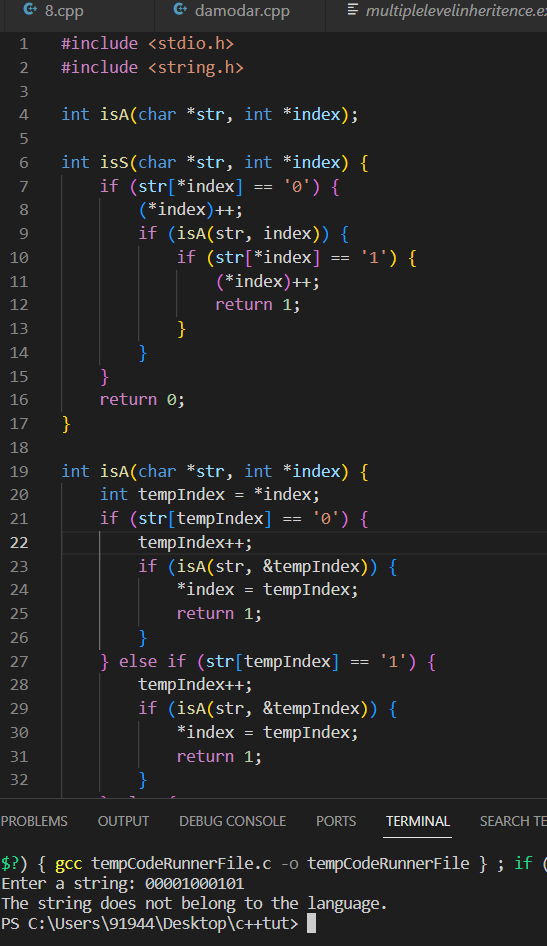 8.cpp damodar.cpp multiplelevelinheritence.ex
1 #include <stdio.h>
2 #include <string.h>
3
4 int isA(char *str, int *index);
5
6 int isS(char *str, int *index) {
7 if (str[*index] == '0') {
8 (*index)++;
9 if (isA(str, index)) {
10 if (str[*index] == '1') {
11 (*index)++;
12 return 1;
13 }
14 }
15 }
16 return 0;
17 }
18
19 int isA(char *str, int *index) {
20 int tempIndex = *index;
21 if (str[tempIndex] == '0') {
22 tempIndex++;
23 if (isA(str, &tempIndex)) {
24 *index = tempIndex;
25 return 1;
26 }
27 } else if (str[tempIndex] == '1') {
28 tempIndex++;
29 if (isA(str, &tempIndex)) {
30 *index = tempIndex;
31 return 1;
32 }
PROBLEMS OUTPUT DEBUG CONSOLE PORTS TERMINAL SEARCH TE
$?) { gcc tempCodeRunnerFile.c -o tempCodeRunnerFile } ; if (
Enter a string: 00001000101
The string does not belong to the language.
PS C:\Users\91944\Desktop\c++tut>